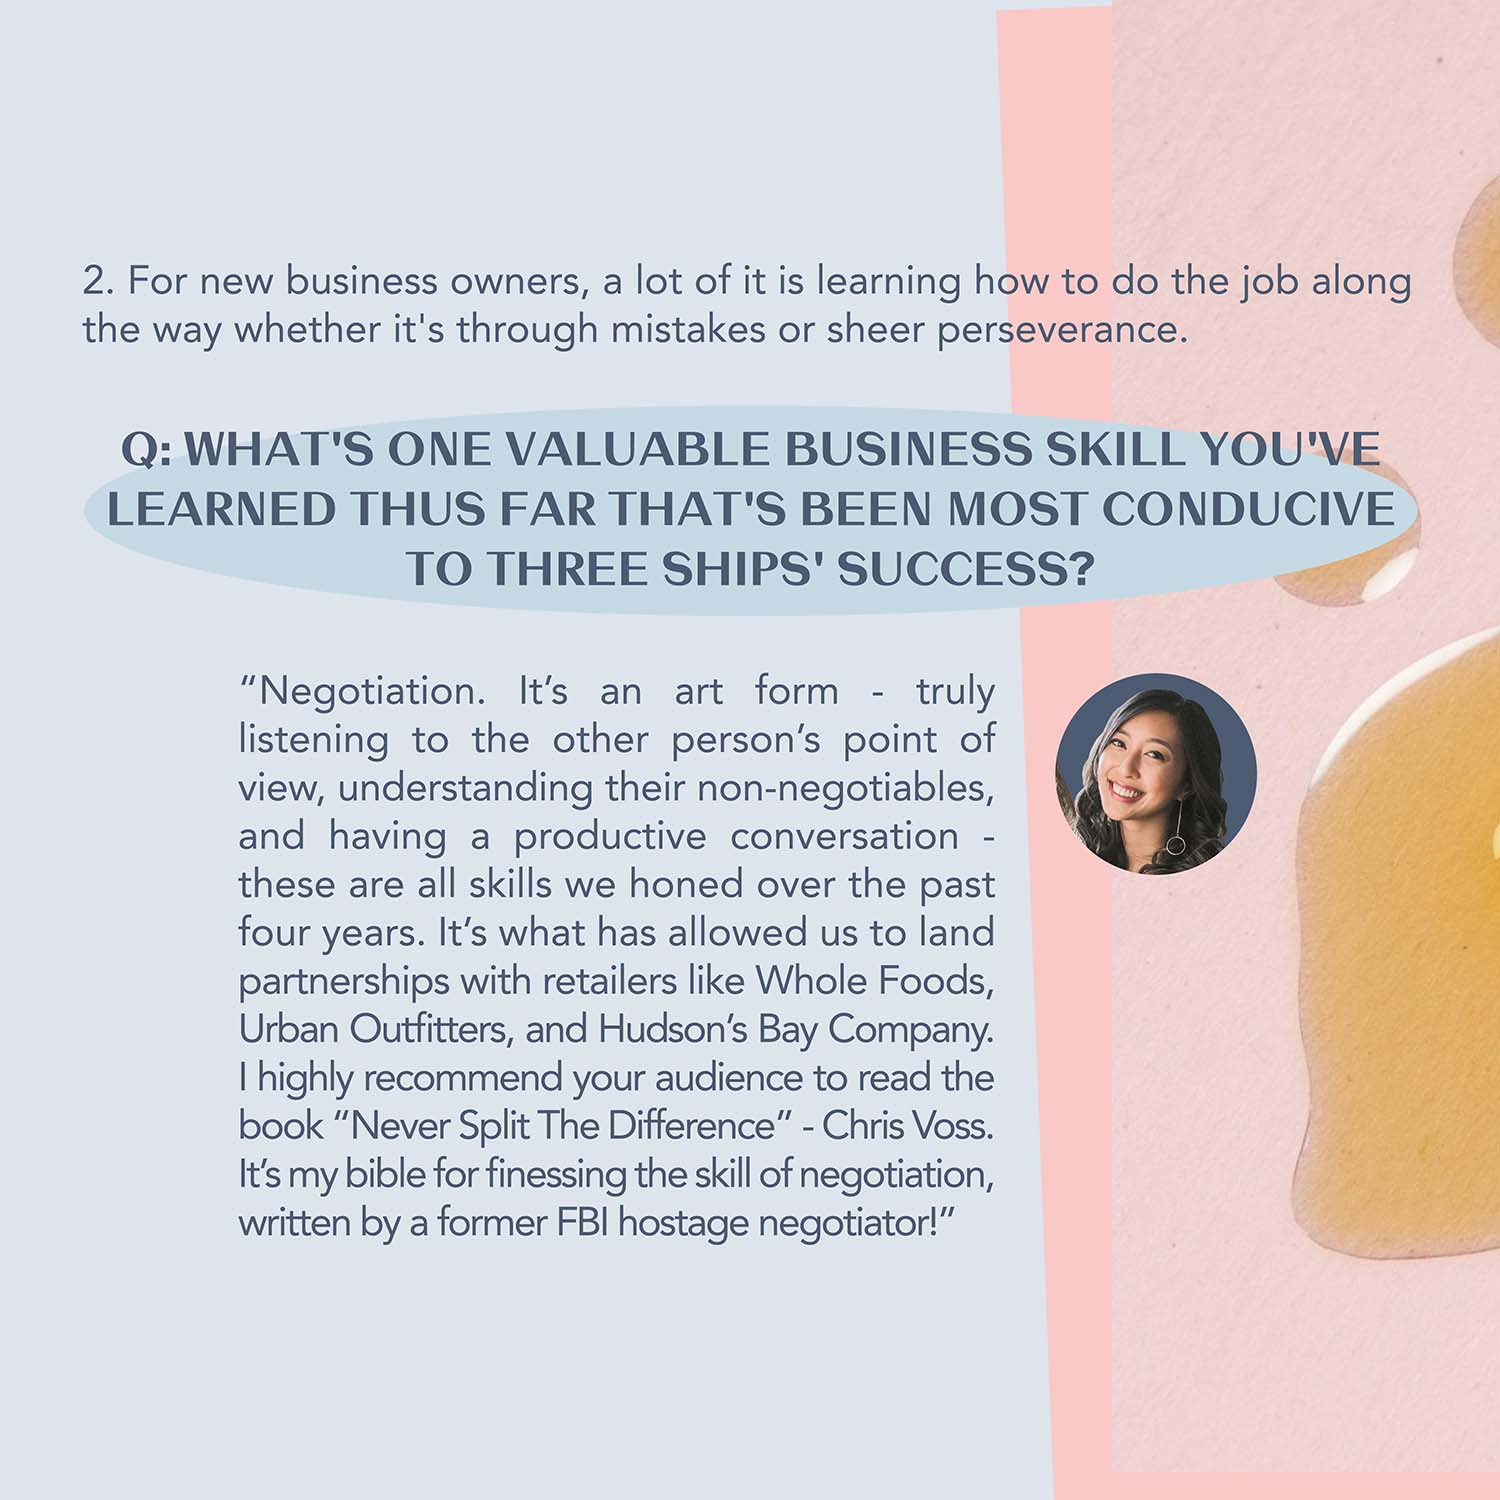 2. For new business owners, a lot of it is learning how to do the job along
the way whether it's through mistakes or sheer perseverance.
Q: WHAT'S ONE VALUABLE BUSINESS SKILL YOU'VE
LEARNED THUS FAR THAT'S BEEN MOST CONDUCIVE
TO THREE SHIPS' SUCCESS?
“Negotiation. It’s an art form - truly
listening to the other person’s point of
view, understanding their non-negotiables,
and having a productive conversation -
these are all skills we honed over the past
four years. It’s what has allowed us to land
partnerships with retailers like Whole Foods,
Urban Outfitters, and Hudson’s Bay Company.
I highly recommend your audience to read the
book “Never Split The Difference” - Chris Voss.
It’s my bible for finessing the skill of negotiation,
written by a former FBI hostage negotiator!”